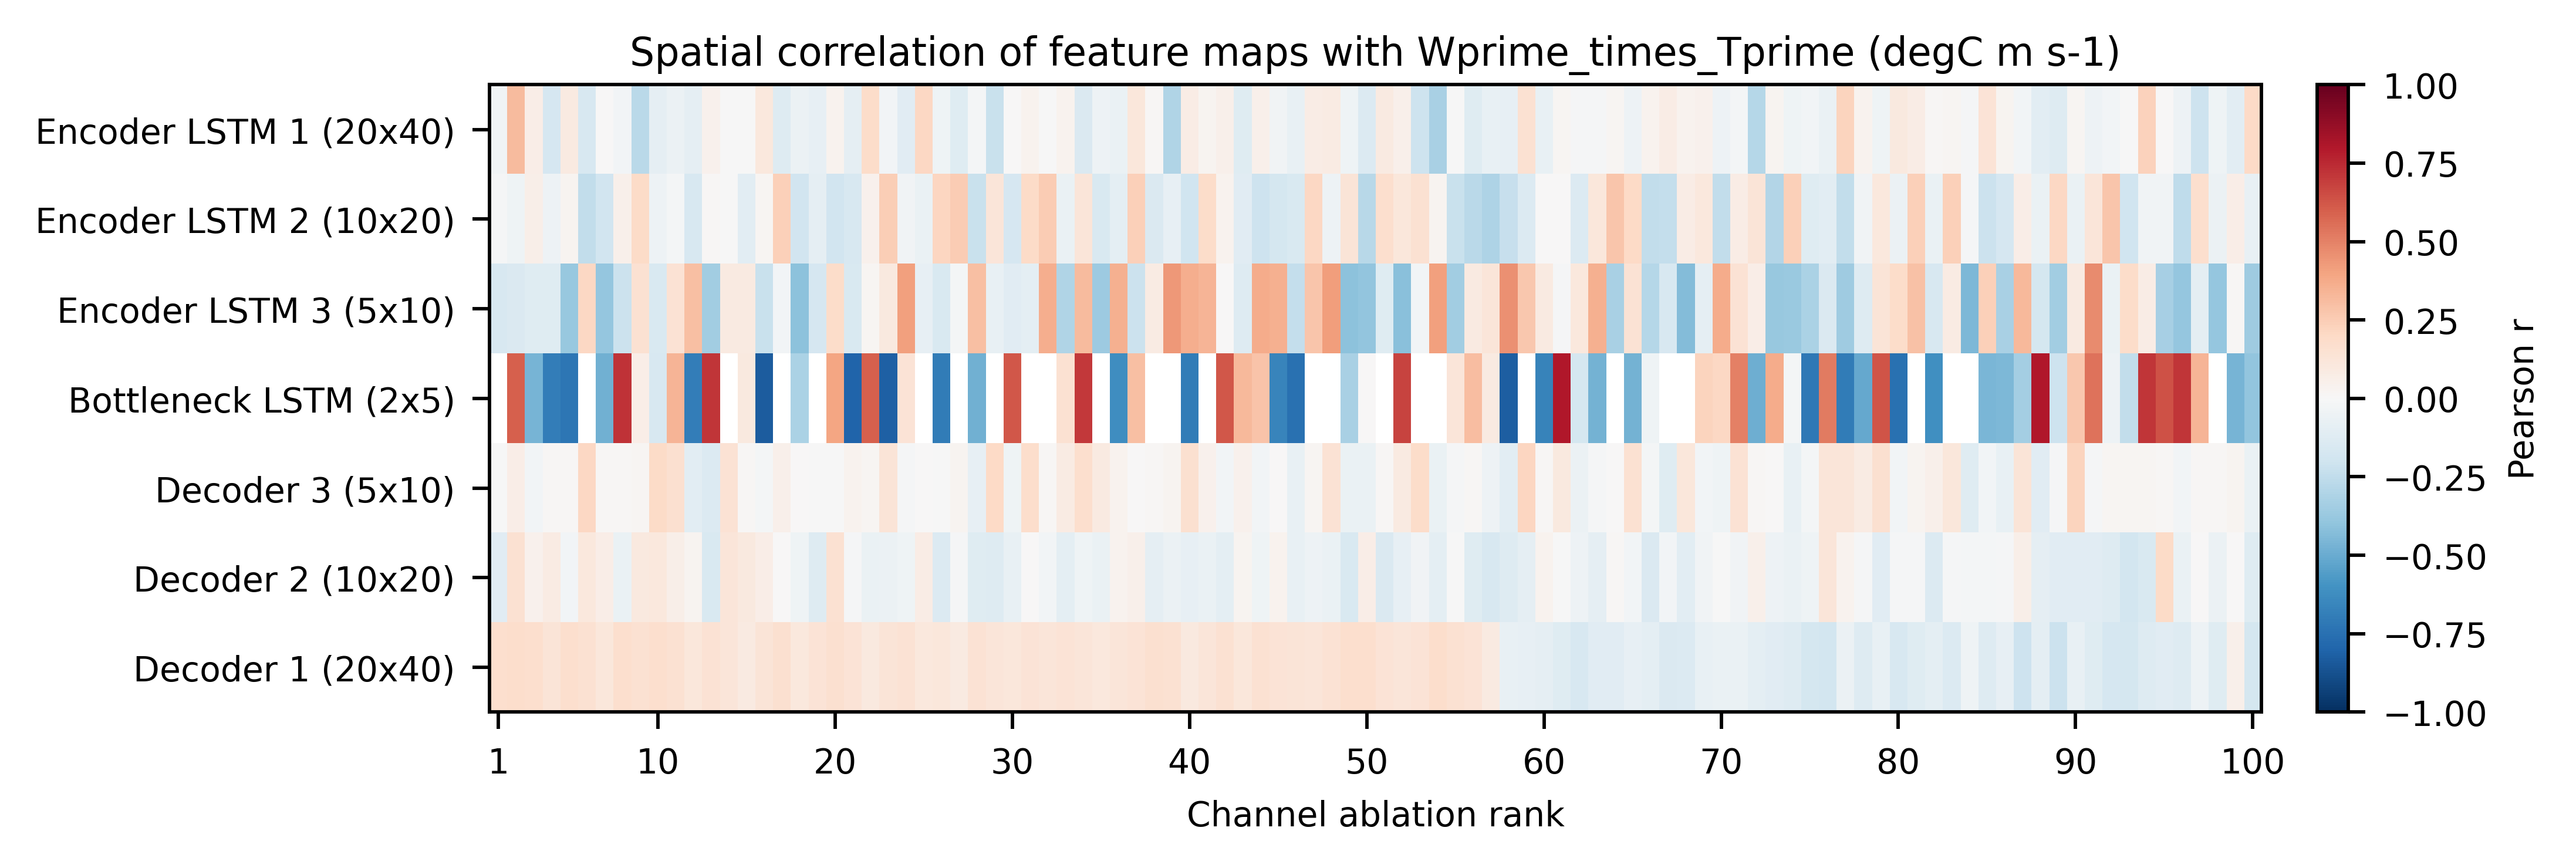 Spatial correlation of feature maps with Wprime_times_Tprime (degC m s-1)
Encoder LSTM 1 (20x40)
Encoder LSTM 2 (10x20)
Encoder LSTM 3 (5x10)
Bottleneck LSTM (2x5)
Decoder 3 (5x10)
Decoder 2 (10x20)
Decoder 1 (20x40)
1 10 20 30 40 50 60 70 80 90 100
Channel ablation rank
1.00
0.75
0.50
0.25
0.00
−0.25
−0.50
−0.75
−1.00
Pearson r